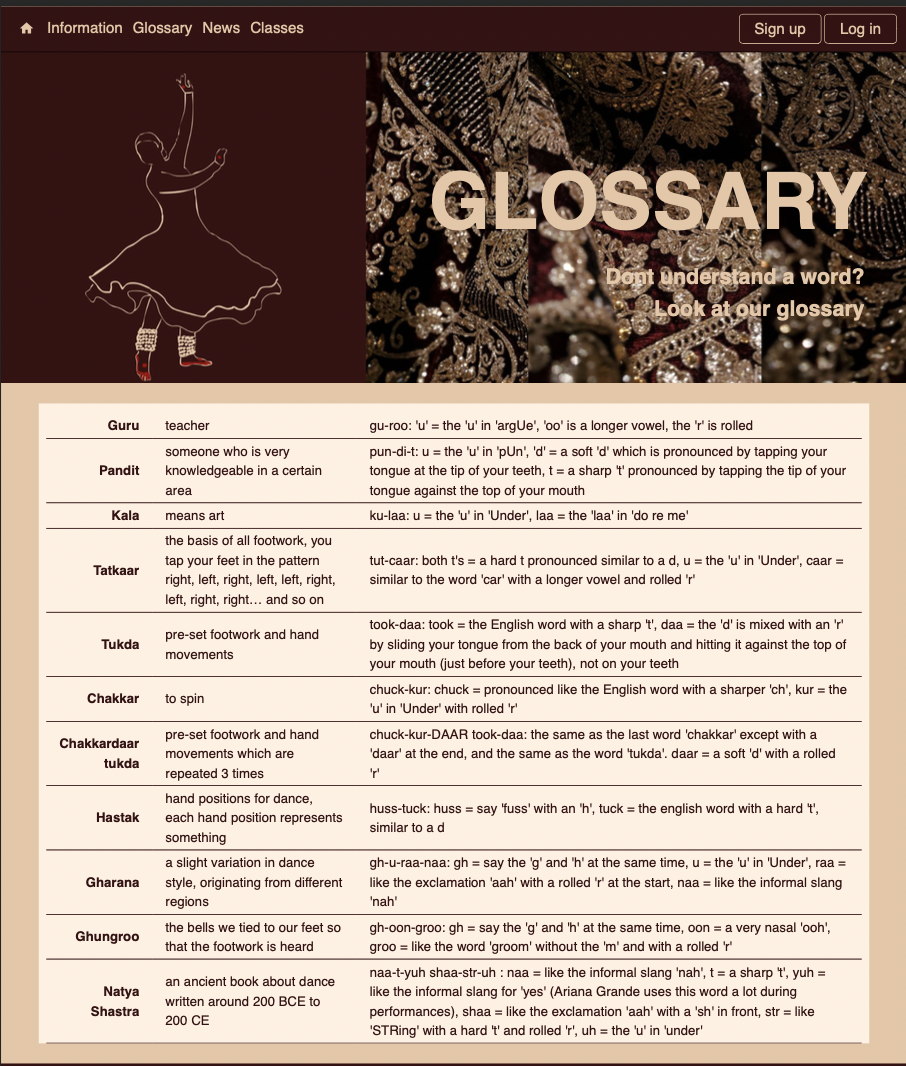 Information Glossary News Classes Sign up Log in
GLOSSARY
Dont understand a word?
Look at our glossary
Guru
teacher
gu-roo: 'u' = the 'u' in 'argUe', 'oo' is a longer vowel, the 'r' is rolled
Pandit
someone who is very
knowledgeable in a certain
area
pun-di-t: u = the 'u' in 'pUn', 'd' = a soft 'd' which is pronounced by tapping your
tongue at the tip of your teeth, t = a sharp 't' pronounced by tapping the tip of your
tongue against the top of your mouth
Kala
means art
ku-laa: u = the 'u' in 'Under', laa = the 'laa' in 'do re me'
Tatkaar
the basis of all footwork, you
tap your feet in the pattern
right, left, right, left, left, right,
left, right, right… and so on
tut-caar: both t's = a hard t pronounced similar to a d, u = the 'u' in 'Under', caar =
similar to the word 'car' with a longer vowel and rolled 'r'
Tukda
pre-set footwork and hand
movements
took-daa: took = the English word with a sharp 't', daa = the 'd' is mixed with an 'r'
by sliding your tongue from the back of your mouth and hitting it against the top of
your mouth (just before your teeth), not on your teeth
Chakkar
to spin
chuck-kur: chuck = pronounced like the English word with a sharper 'ch', kur = the
'u' in 'Under' with rolled 'r'
Chakkardaar
tukda
pre-set footwork and hand
movements which are
repeated 3 times
chuck-kur-DAAR took-daa: the same as the last word 'chakkar' except with a
'daar' at the end, and the same as the word 'tukda'. daar = a soft 'd' with a rolled
'r'
Hastak
hand positions for dance,
each hand position represents
something
huss-tuck: huss = say 'fuss' with an 'h', tuck = the english word with a hard 't',
similar to a d
Gharana
a slight variation in dance
style, originating from different
regions
gh-u-raa-naa: gh = say the 'g' and 'h' at the same time, u = the 'u' in 'Under', raa =
like the exclamation 'aah' with a rolled 'r' at the start, naa = like the informal slang
'nah'
Ghungroo
the bells we tied to our feet so
that the footwork is heard
gh-oon-groo: gh = say the 'g' and 'h' at the same time, oon = a very nasal 'ooh',
groo = like the word 'groom' without the 'm' and with a rolled 'r'
Natya
Shastra
an ancient book about dance
written around 200 BCE to
200 CE
naa-t-yuh shaa-str-uh : naa = like the informal slang 'nah', t = a sharp 't', yuh =
like the informal slang for 'yes' (Ariana Grande uses this word a lot during
performances), shaa = like the exclamation 'aah' with a 'sh' in front, str = like
'STRing' with a hard 't' and rolled 'r', uh = the 'u' in 'under'